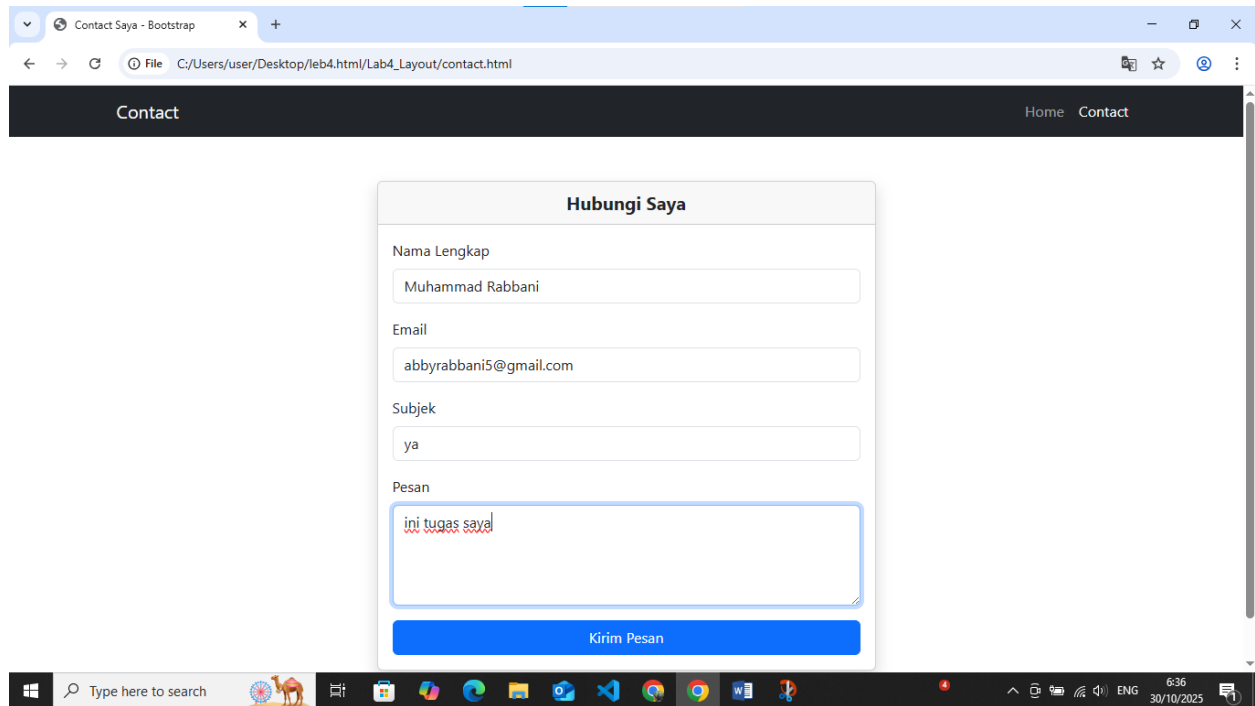 Contact Saya - Bootstrap
File C:/Users/user/Desktop/leb4.html/Lab4_Layout/contact.html
Contact Home Contact
Hubungi Saya
Nama Lengkap
Muhammad Rabbani
Email
abbyrabbani5@gmail.com
Subjek
ya
Pesan
ini tugas saya
Kirim Pesan
Type here to search
4
ENG
6:36
30/10/2025
1